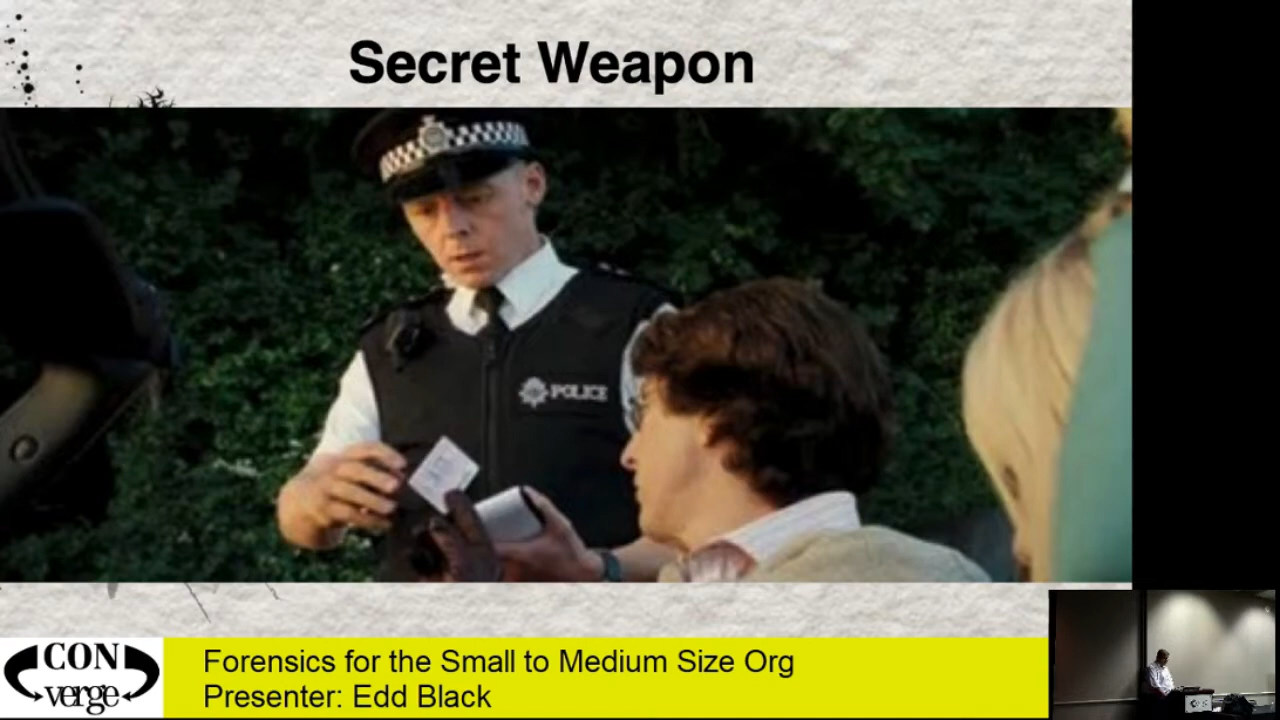 Secret Weapon
POLICE
CON
verge
Forensics for the Small to Medium Size Org
Presenter: Edd Black